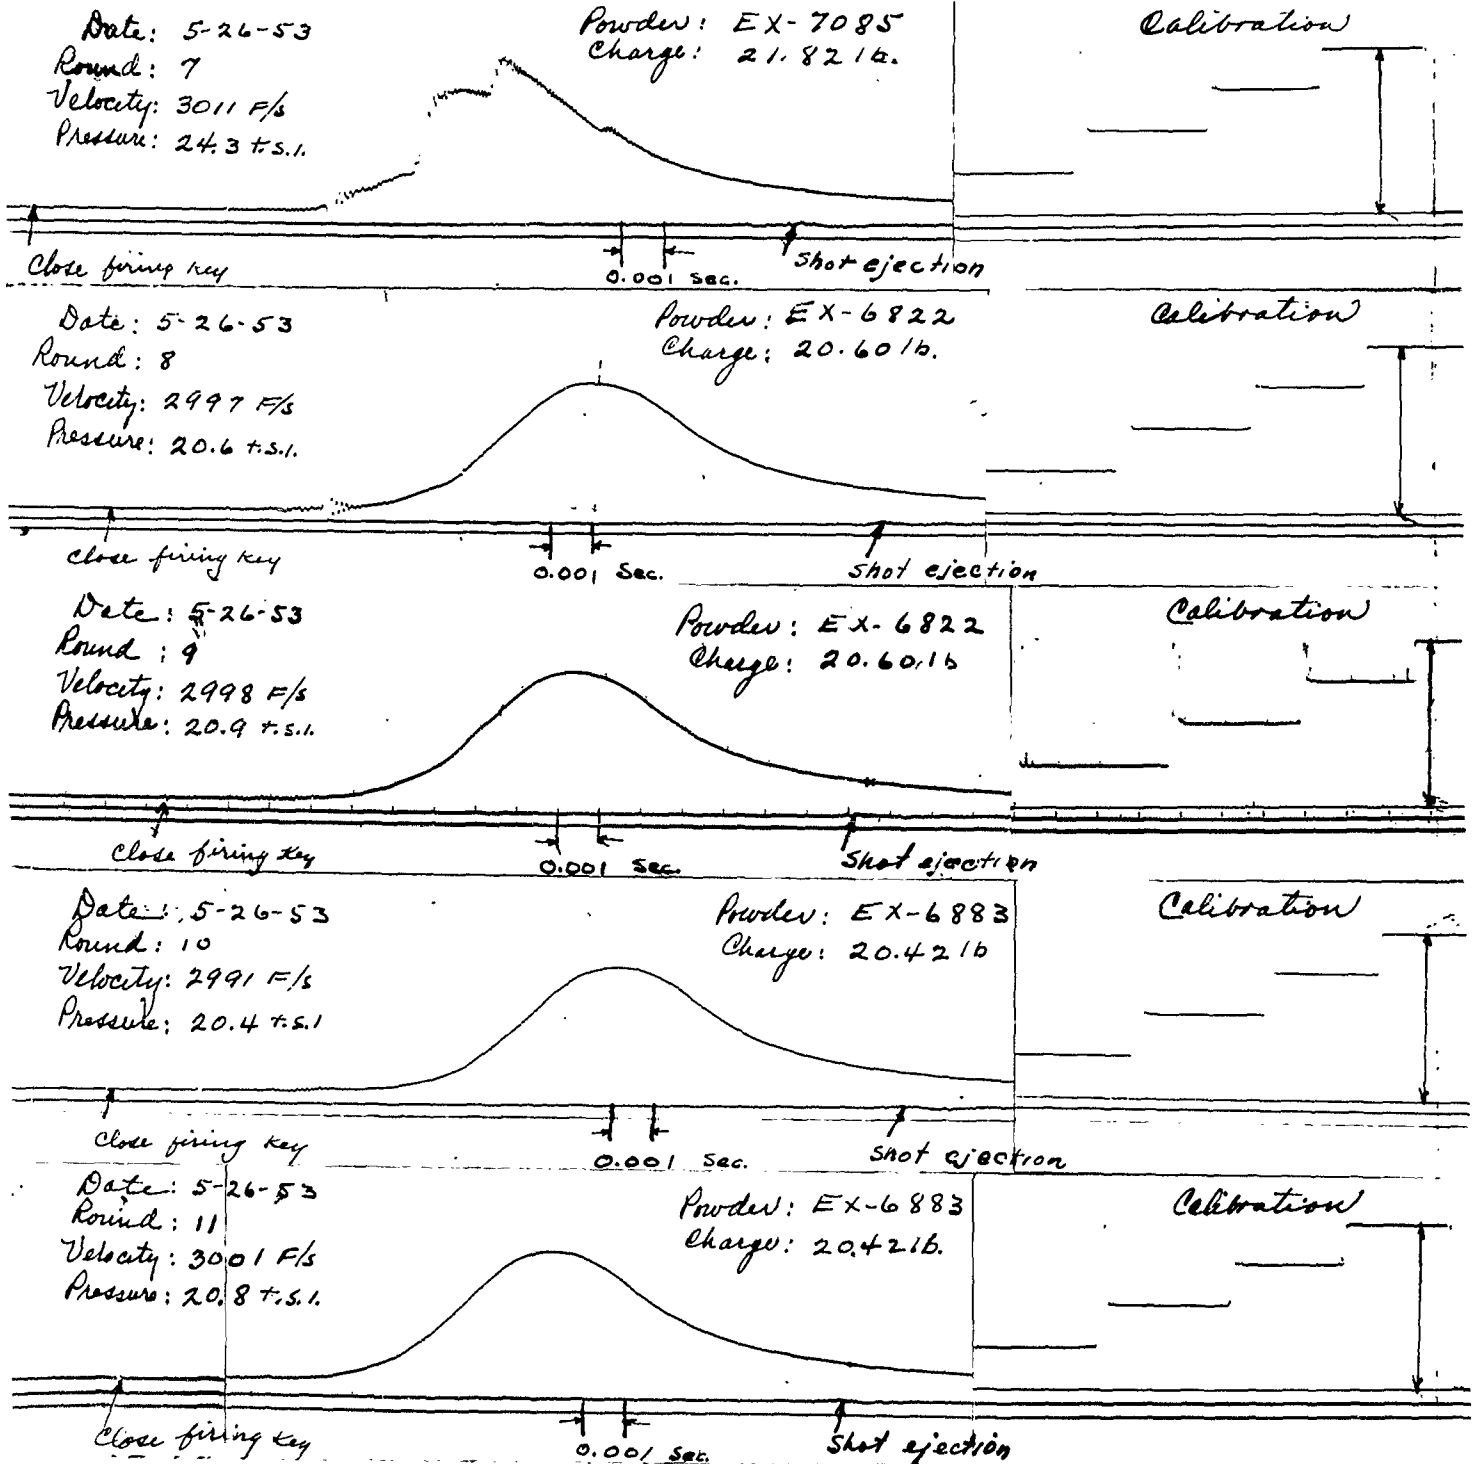 Date: 5-26-53
Round: 7
Velocity: 3011 F/s
Pressure: 24.3 t.s.i.
Powder: EX-7085
Charge: 21.82 lb.
Calibration
Close firing key
0.001 Sec.
Shot ejection
Date: 5-26-53
Round: 8
Velocity: 2997 F/s
Pressure: 20.6 t.s.i.
Powder: EX-6822
Charge: 20.60 lb.
Calibration
Close firing key
0.001 Sec.
Shot ejection
Date: 5-26-53
Round: 9
Velocity: 2998 F/s
Pressure: 20.9 t.s.i.
Powder: EX-6822
Charge: 20.60 lb
Calibration
Close firing key
0.001 Sec.
Shot ejection
Date: 5-26-53
Round: 10
Velocity: 2991 F/s
Pressure: 20.4 t.s.i
Powder: EX-6883
Charge: 20.42 lb
Calibration
Close firing key
0.001 Sec.
Shot ejection
Date: 5-26-53
Round: 11
Velocity: 3001 F/s
Pressure: 20.8 t.s.i.
Powder: EX-6883
Charge: 20.42 lb.
Calibration
Close firing key
0.001 Sec.
Shot ejection